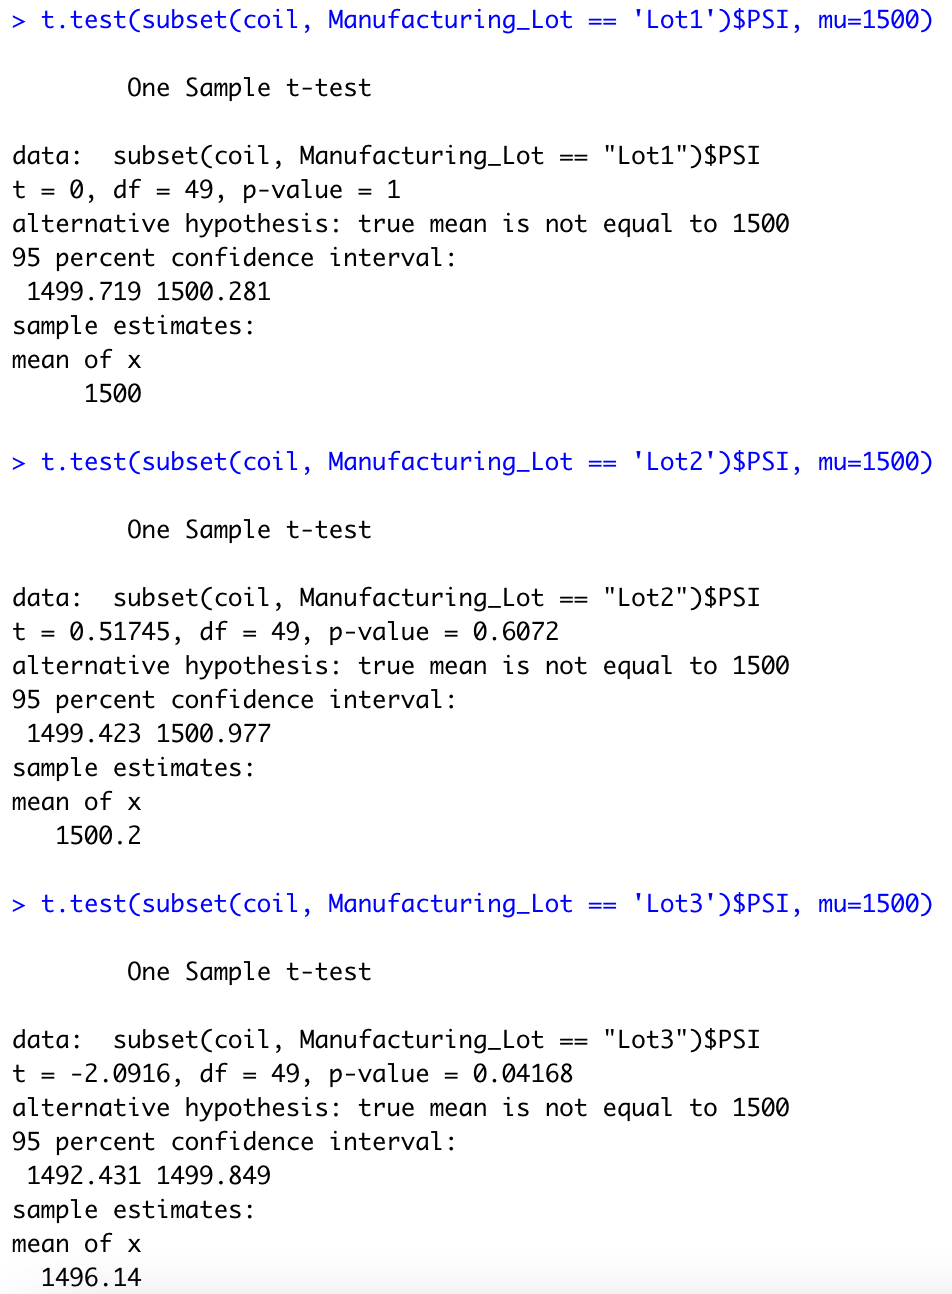 > t.test(subset(coil, Manufacturing_Lot == 'Lot1')$PSI, mu=1500)
One Sample t-test
data:  subset(coil, Manufacturing_Lot == "Lot1")$PSI
t = 0, df = 49, p-value = 1
alternative hypothesis: true mean is not equal to 1500
95 percent confidence interval:
1499.719 1500.281
sample estimates:
mean of x
1500
> t.test(subset(coil, Manufacturing_Lot == 'Lot2')$PSI, mu=1500)
One Sample t-test
data:  subset(coil, Manufacturing_Lot == "Lot2")$PSI
t = 0.51745, df = 49, p-value = 0.6072
alternative hypothesis: true mean is not equal to 1500
95 percent confidence interval:
1499.423 1500.977
sample estimates:
mean of x
1500.2
> t.test(subset(coil, Manufacturing_Lot == 'Lot3')$PSI, mu=1500)
One Sample t-test
data:  subset(coil, Manufacturing_Lot == "Lot3")$PSI
t = -2.0916, df = 49, p-value = 0.04168
alternative hypothesis: true mean is not equal to 1500
95 percent confidence interval:
1492.431 1499.849
sample estimates:
mean of x
1496.14